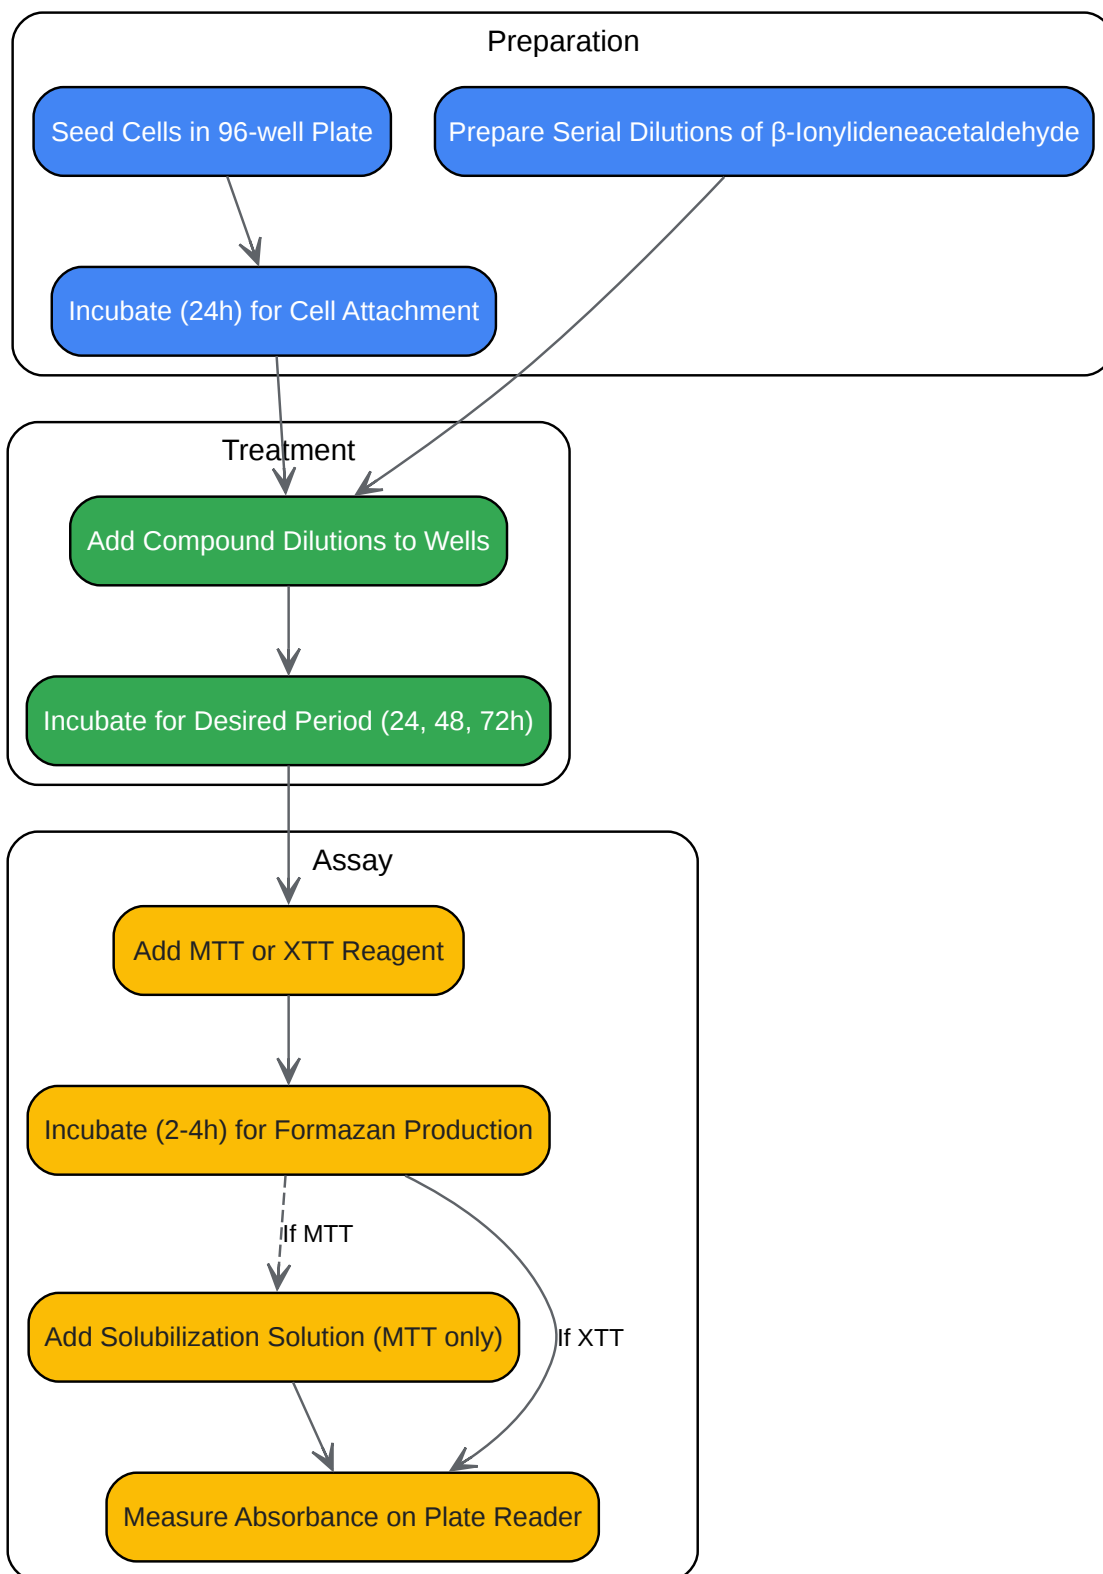 Preparation
Seed Cells in 96-well Plate
Prepare Serial Dilutions of β-Ionylideneacetaldehyde
Incubate (24h) for Cell Attachment
Treatment
Add Compound Dilutions to Wells
Incubate for Desired Period (24, 48, 72h)
Assay
Add MTT or XTT Reagent
Incubate (2-4h) for Formazan Production
If MTT
Add Solubilization Solution (MTT only)
If XTT
Measure Absorbance on Plate Reader